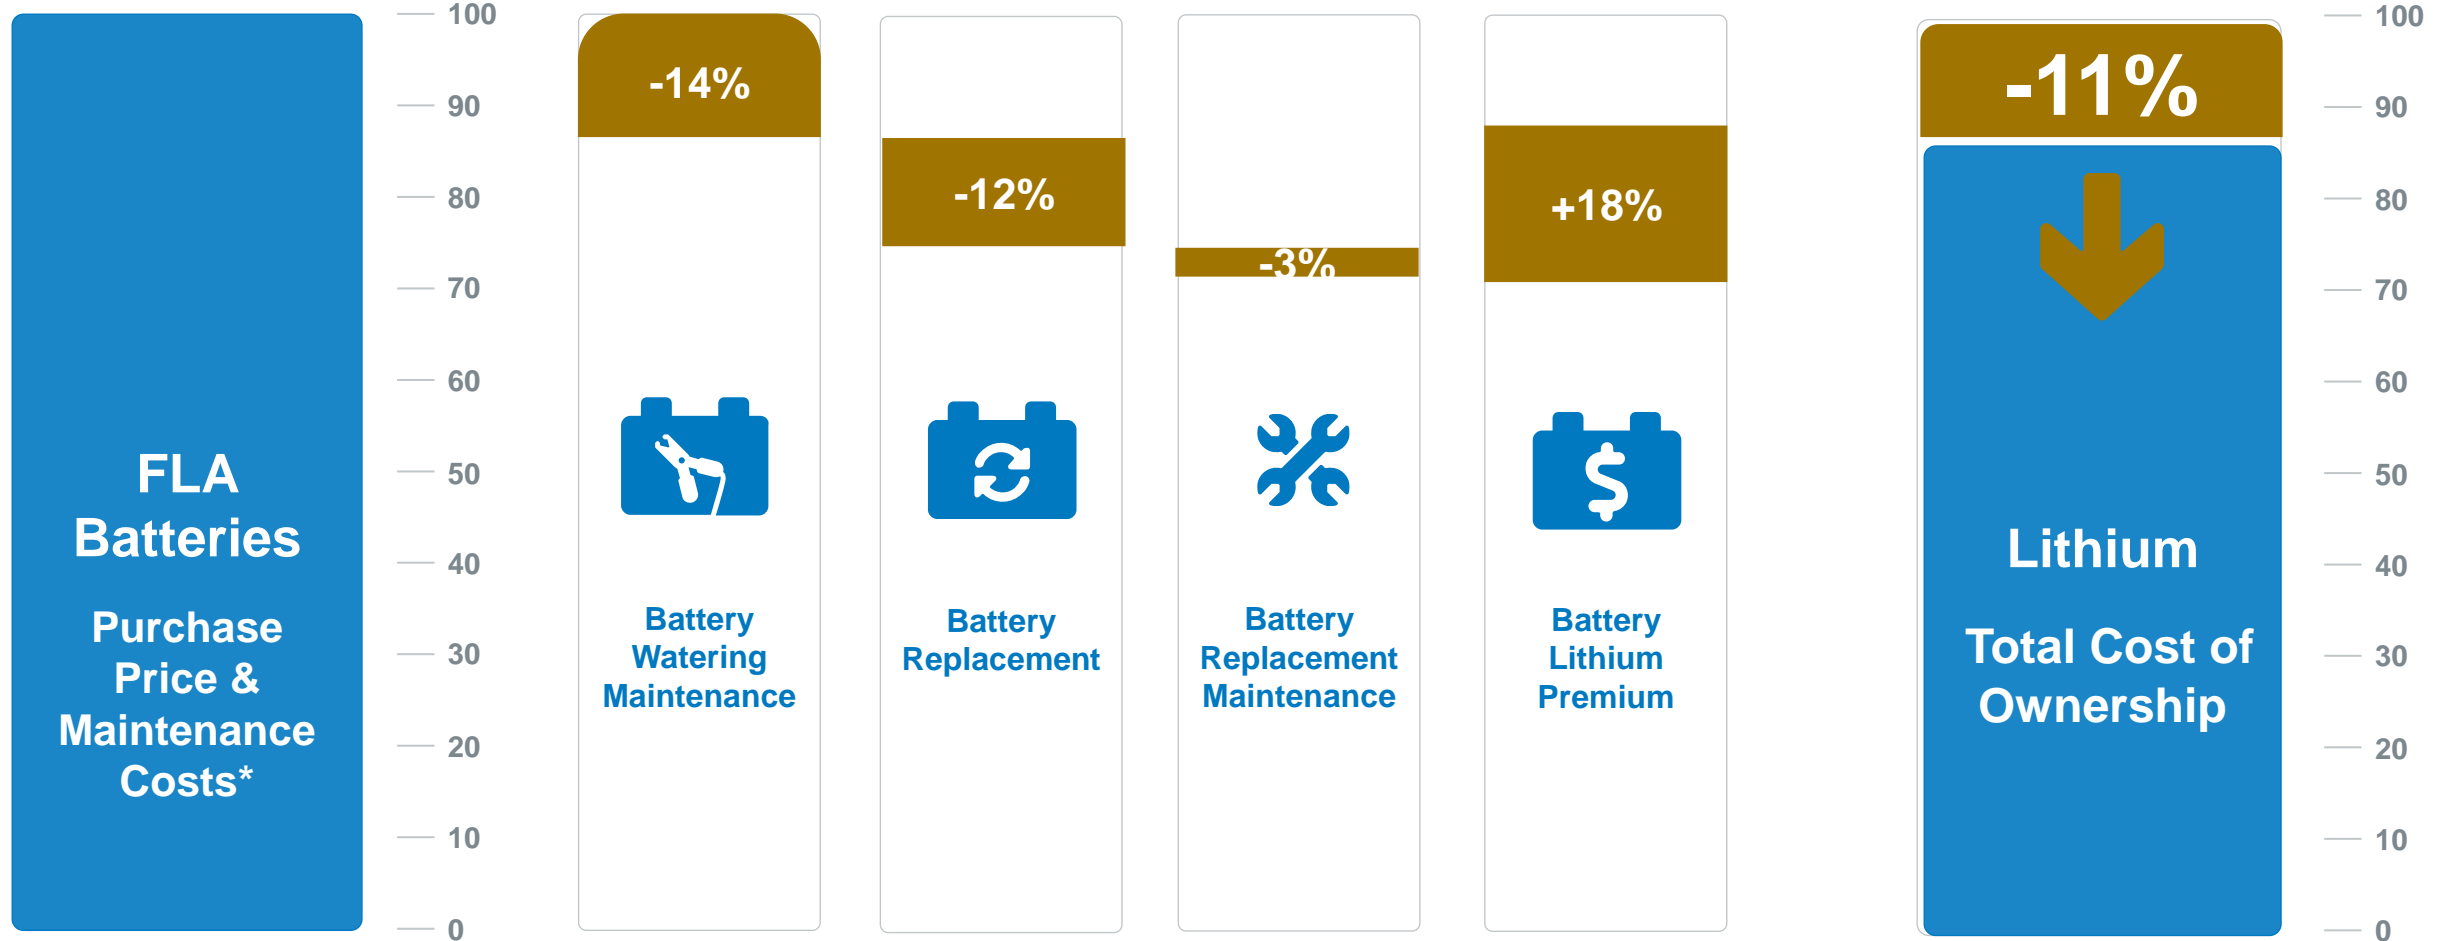 FLA
Batteries
Purchase
Price &
Maintenance
Costs*
100
90
80
70
60
50
40
30
20
10
0
-14%
Battery
Watering
Maintenance
-12%
Battery
Replacement
-3%
Battery
Replacement
Maintenance
+18%
Battery
Lithium
Premium
-11%
Lithium
Total Cost of
Ownership
100
90
80
70
60
50
40
30
20
10
0